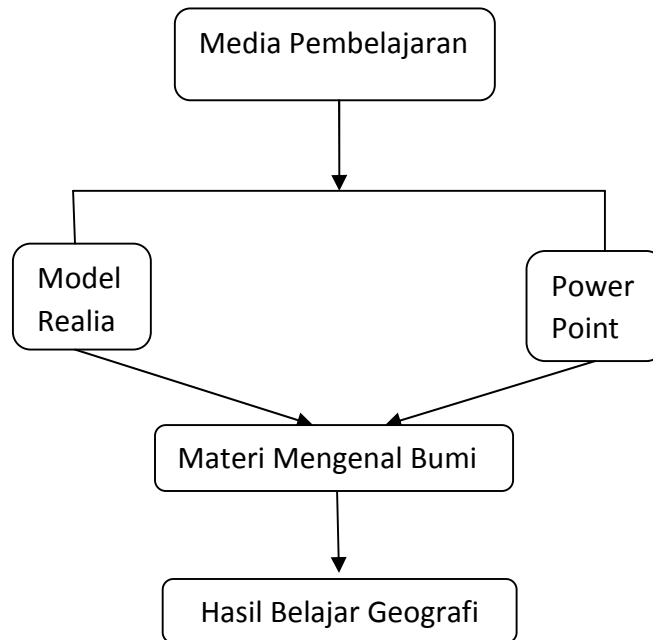 Media Pembelajaran
Model
Realia
Power
Point
Materi Mengenal Bumi
Hasil Belajar Geografi